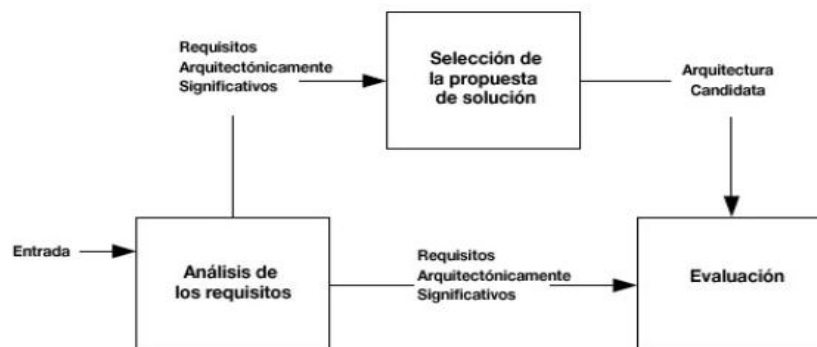 Requisitos
Arquitectónicamente
Significativos
Selección de
la propuesta
de solución
Arquitectura
Candidata
Entrada
Análisis de
los requisitos
Requisitos
Arquitectónicamente
Significativos
Evaluación